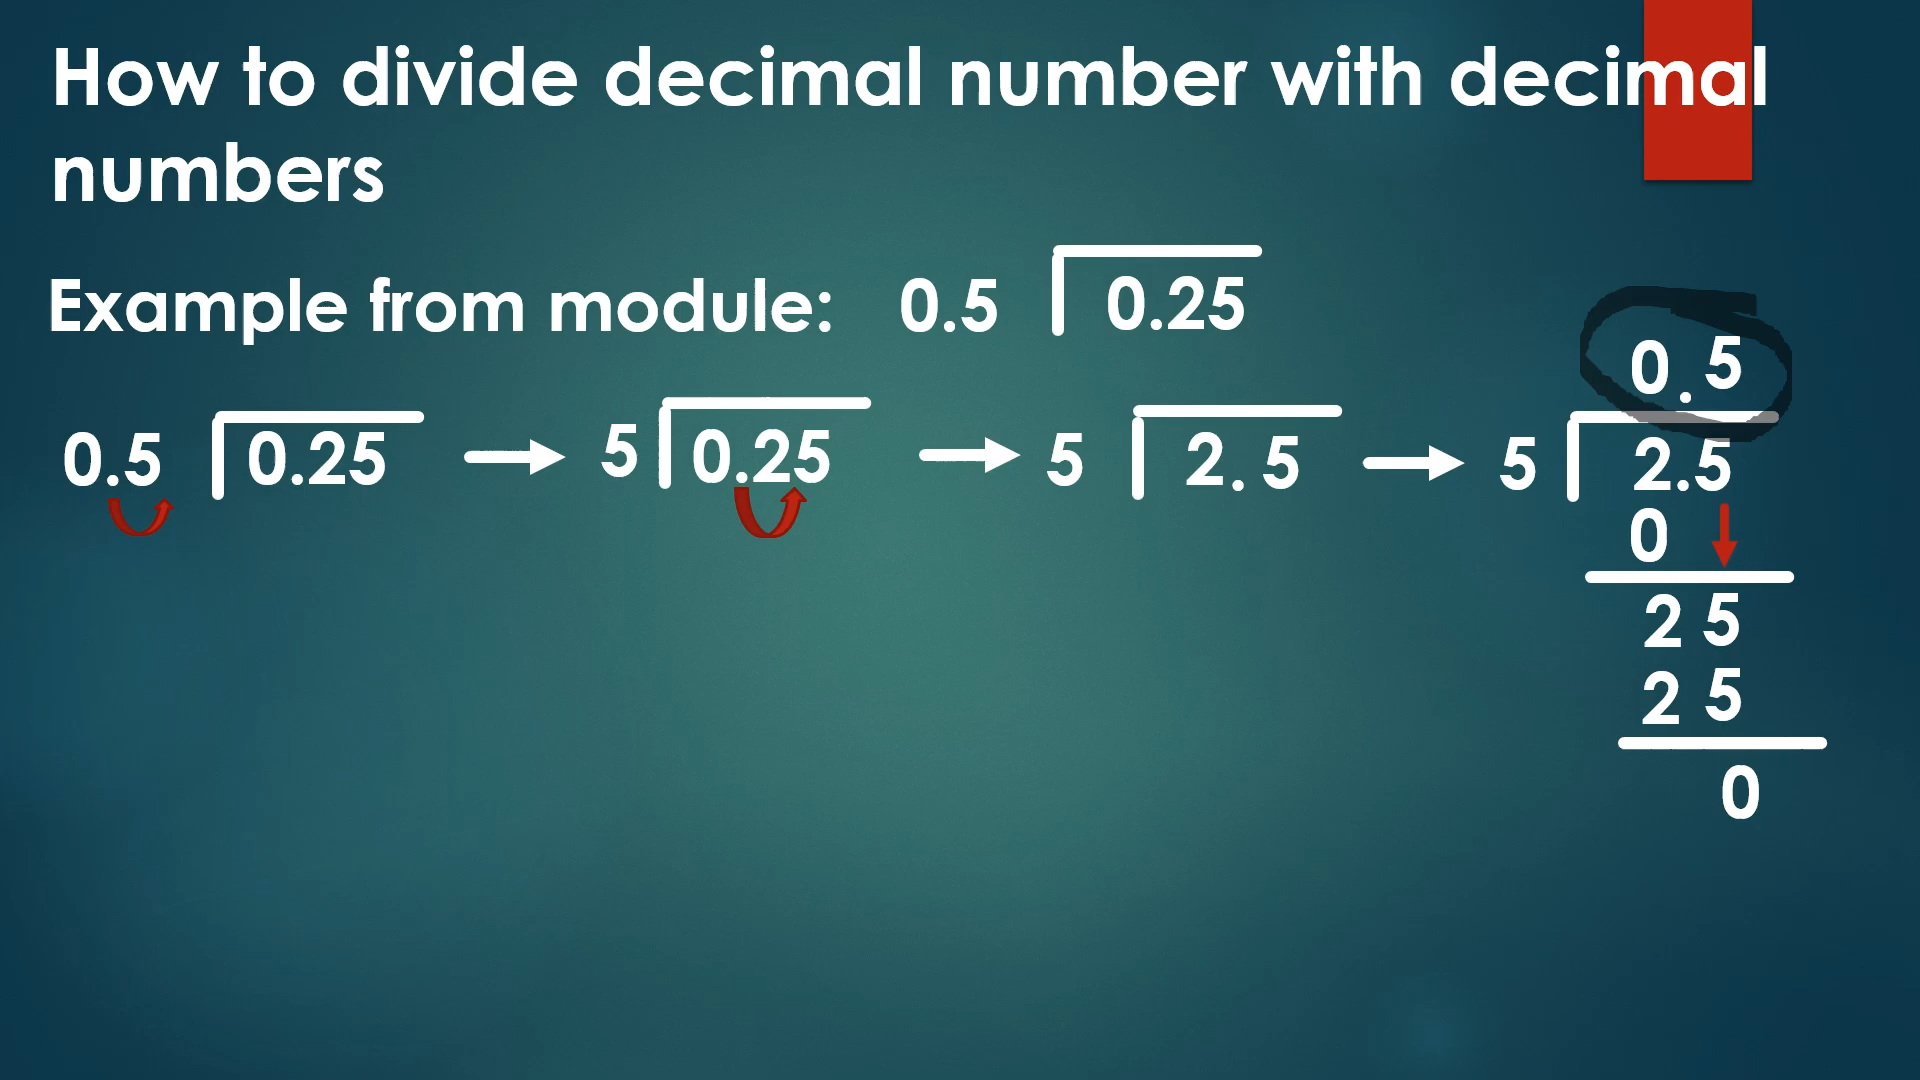 How to divide decimal number with decimal
numbers
Example from module: 0.5 0.25
0.5 0.25 5 0.25 5 2.5 5 2.5
0.5
0
25
25
0